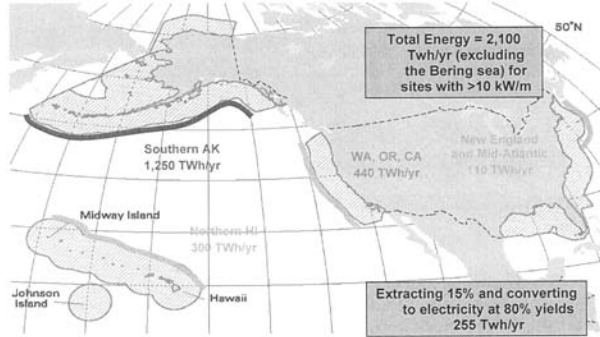 Total Energy = 2,100
Twh/yr (excluding
the Bering sea) for
sites with >10 kW/m
50°N
Southern AK
1,250 TWh/yr
WA, OR, CA
440 TWh/yr
New England
and Mid-Atlantic
110 TWh/yr
Midway Island
Northern HI
300 TWh/yr
Johnson
Island
Hawaii
Extracting 15% and converting
to electricity at 80% yields
255 Twh/yr